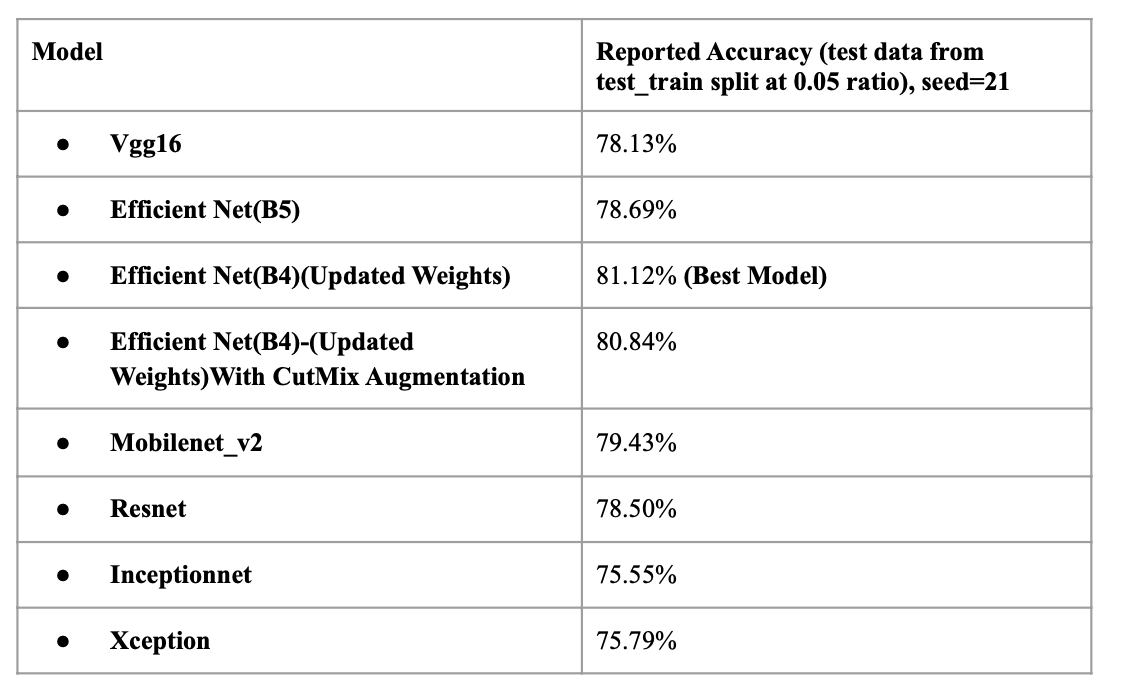 Model
Reported Accuracy (test data from
test_train split at 0.05 ratio), seed=21
● Vgg16
78.13%
● Efficient Net(B5)
78.69%
● Efficient Net(B4)(Updated Weights)
81.12% (Best Model)
● Efficient Net(B4)-(Updated
Weights)With CutMix Augmentation
80.84%
● Mobilenet_v2
79.43%
● Resnet
78.50%
● Inceptionnet
75.55%
● Xception
75.79%